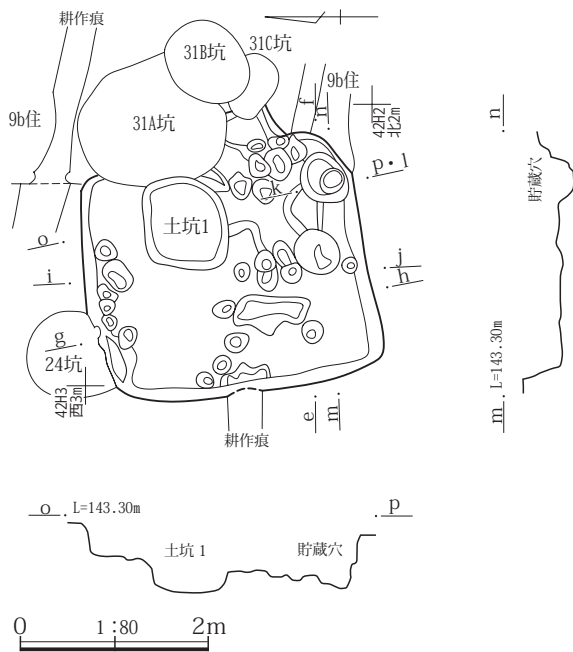 耕作痕
31B坑
31C坑
9b住
31A坑
f
n
9b住
42H2
北2m
n
p・l
k
貯蔵穴
土坑1
o
i
j
h
g
24坑
42H3
西3m
e
m
耕作痕
L=143.30m
m
o
L=143.30m
p
土坑1
貯蔵穴
0 1:80 2m